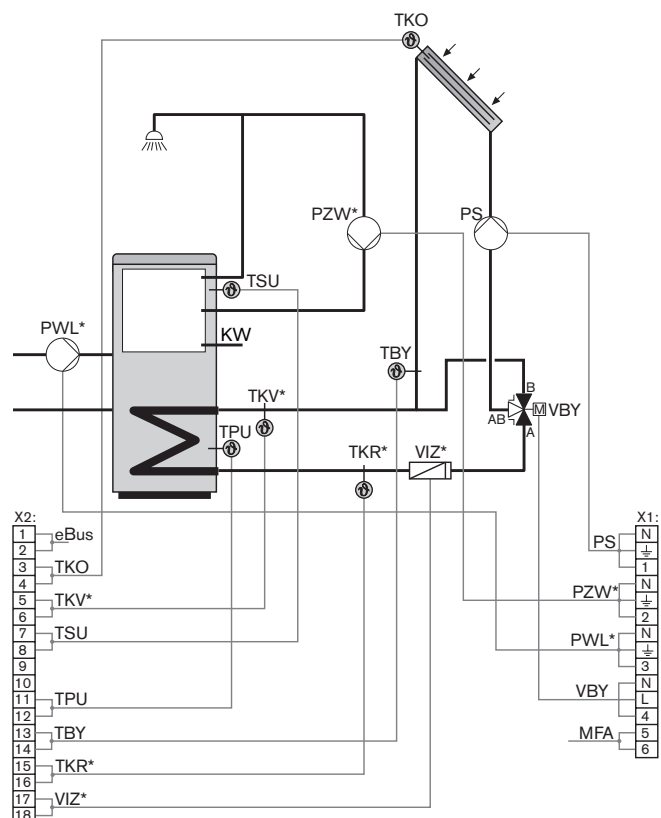 TKO
PZW*
PS
TSU
PWL*
KW
TBY
B
TKV*
AB
M
VBY
A
TPU
TKR*
VIZ*
X2:
1
eBus
2
3
TKO
4
5
TKV*
6
7
TSU
8
9
10
11
TPU
12
13
TBY
14
15
TKR*
16
17
VIZ*
18
X1:
N
PS
1
N
PZW*
2
N
PWL*
3
N
VBY
L
4
MFA
5
6